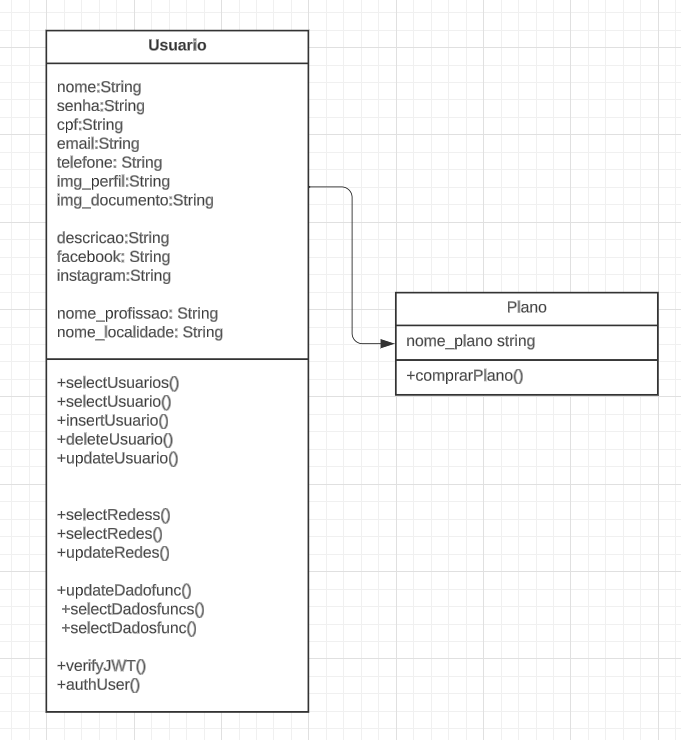 Usuario
nome:String
senha:String
cpf:String
email:String
telefone: String
img_perfil:String
img_documento:String
descricao:String
facebook: String
instagram:String
nome_profissao: String
nome_localidade: String
+selectUsuarios()
+selectUsuario()
+insertUsuario()
+deleteUsuario()
+updateUsuario()
+selectRedess()
+selectRedes()
+updateRedes()
+updateDadofunc()
+selectDadosfuncs()
+selectDadosfunc()
+verifyJWT()
+authUser()
Plano
nome_plano string
+comprarPlano()